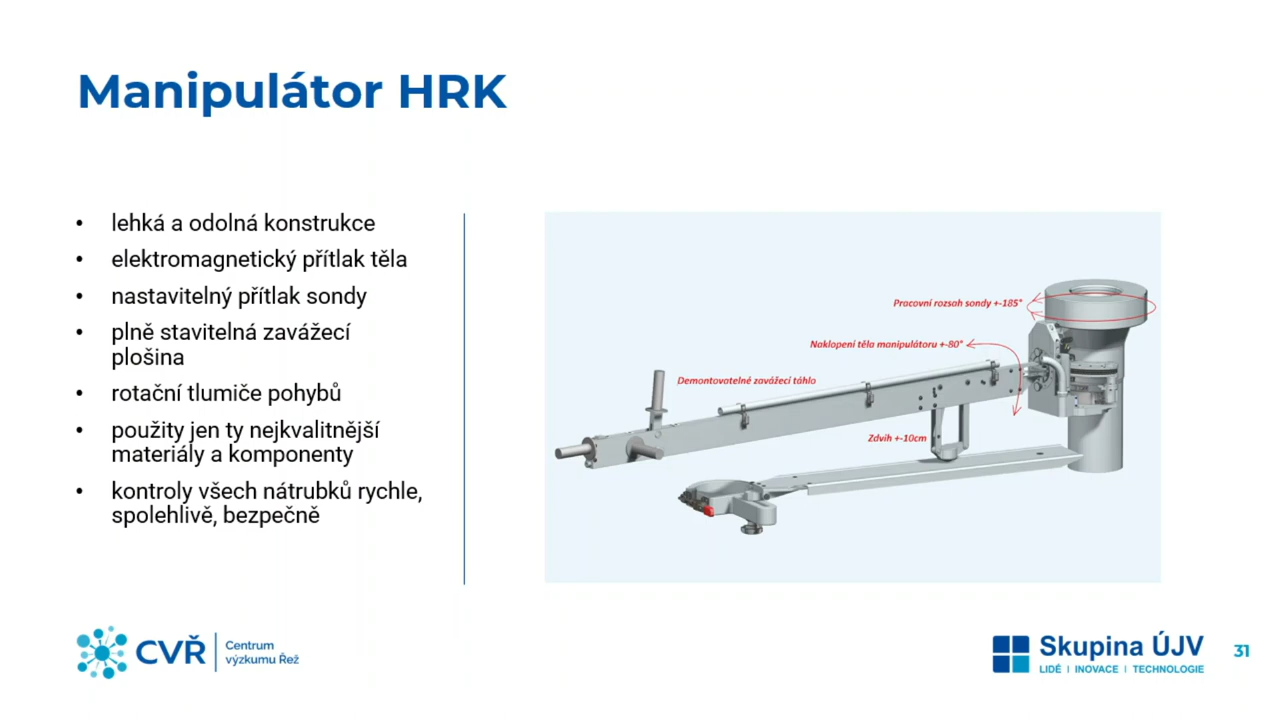 Manipulátor HRK
• lehká a odolná konstrukce
• elektromagnetický přítlak těla
• nastavitelný přítlak sondy
• plně stavitelná zavážecí
plošina
• rotační tlumiče pohybů
• použity jen ty nejkvalitnější
materiály a komponenty
• kontroly všech nátrubků rychle,
spolehlivě, bezpečně
Pracovní rozsah sondy +-185°
Naklopení těla manipulátoru +-80°
Demontovatelné zavážecí táhlo
Zdvih +-10cm
CVŘ
Centrum
výzkumu Řež
Skupina ÚJV
LIDÉ | INOVACE | TECHNOLOGIE
31